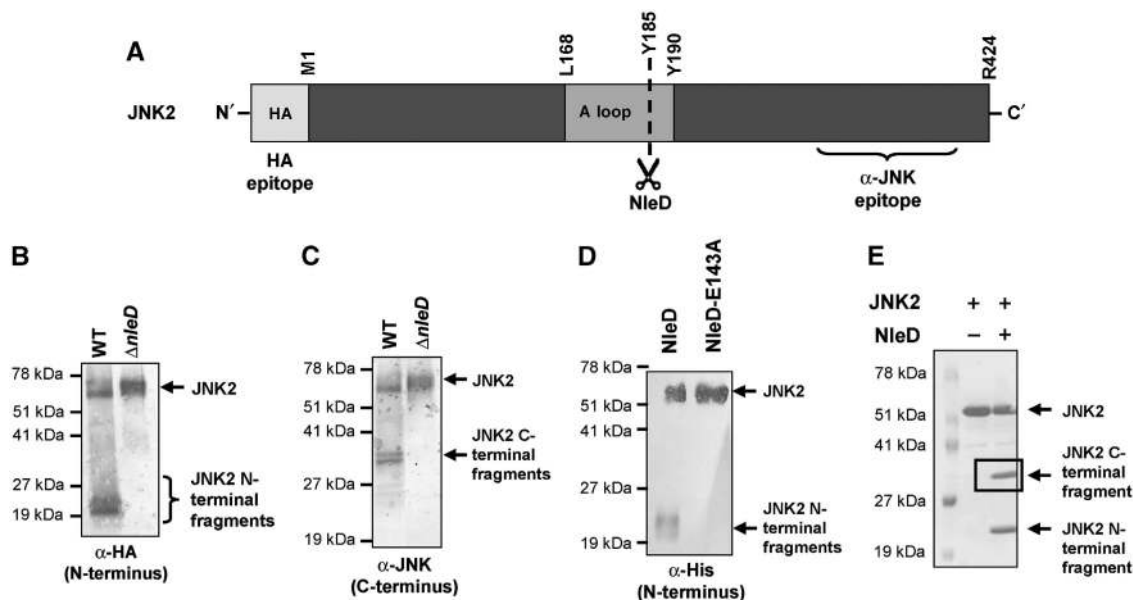 A
M1
L168
Y185
Y190
R424
JNK2
N′
HA
A loop
C′
HA
epitope
NleD
α-JNK
epitope
B
WT
ΔnleD
78 kDa
JNK2
51 kDa
41 kDa
27 kDa
JNK2 N-
terminal
fragments
19 kDa
α-HA
(N-terminus)
C
WT
ΔnleD
78 kDa
JNK2
51 kDa
41 kDa
JNK2 C-
terminal
fragments
27 kDa
19 kDa
α-JNK
(C-terminus)
D
NleD
NleD-E143A
78 kDa
JNK2
51 kDa
41 kDa
27 kDa
JNK2 N-
terminal
fragments
19 kDa
α-His
(N-terminus)
E
JNK2 + +
NleD – +
78 kDa
JNK2
51 kDa
41 kDa
JNK2 C-
terminal
fragment
27 kDa
JNK2 N-
terminal
fragment
19 kDa